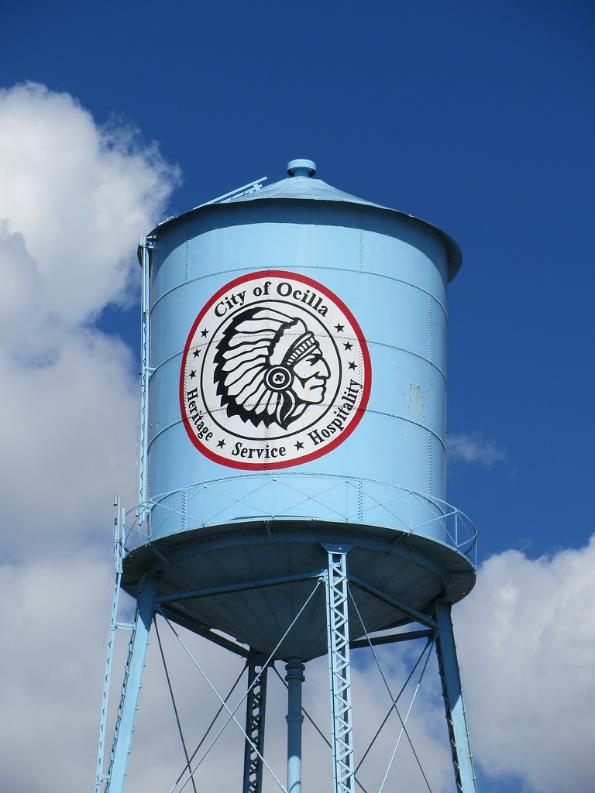 City of Ocilla
Heritage ★ Service ★ Hospitality